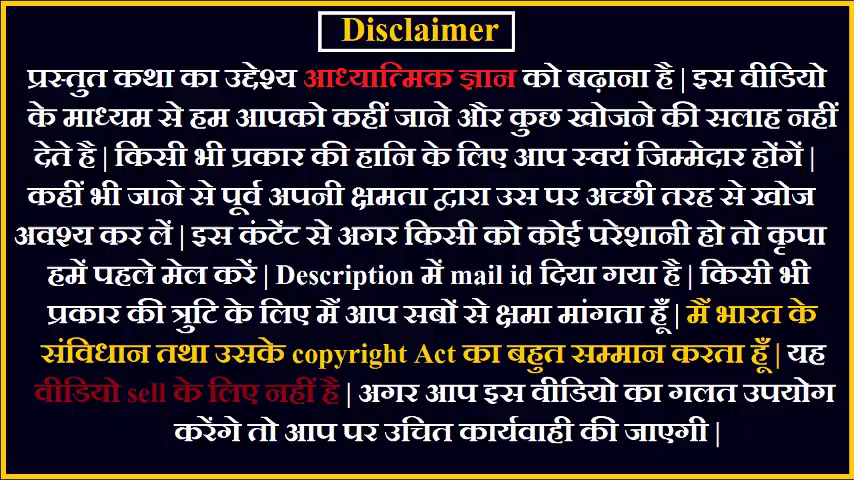 Disclaimer
प्रस्तुत कथा का उद्देश्य आध्यात्मिक ज्ञान को बढ़ाना है | इस वीडियो
के माध्यम से हम आपको कहीं जाने और कुछ खोजने की सलाह नहीं
देते है | किसी भी प्रकार की हानि के लिए आप स्वयं जिम्मेदार होंगें |
कहीं भी जाने से पूर्व अपनी क्षमता द्वारा उस पर अच्छी तरह से खोज
अवश्य कर लें | इस कंटेंट से अगर किसी को कोई परेशानी हो तो कृपा
हमें पहले मेल करें | Description में mail id दिया गया है | किसी भी
प्रकार की त्रुटि के लिए मैं आप सबों से क्षमा मांगता हूँ | मैं भारत के
संविधान तथा उसके copyright Act का बहुत सम्मान करता हूँ | यह
वीडियो sell के लिए नहीं है | अगर आप इस वीडियो का गलत उपयोग
करेंगे तो आप पर उचित कार्यवाही की जाएगी |